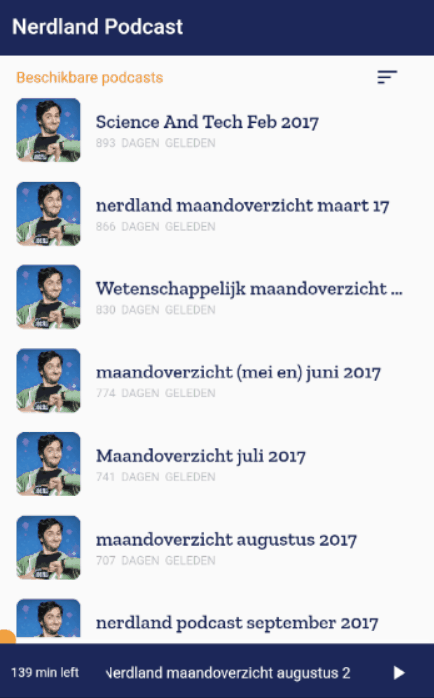 Nerdland Podcast
Beschikbare podcasts
Science And Tech Feb 2017
893 DAGEN GELEDEN
nerdland maandoverzicht maart 17
866 DAGEN GELEDEN
Wetenschappelijk maandoverzicht ...
830 DAGEN GELEDEN
maandoverzicht (mei en) juni 2017
774 DAGEN GELEDEN
Maandoverzicht juli 2017
741 DAGEN GELEDEN
maandoverzicht augustus 2017
707 DAGEN GELEDEN
nerdland podcast september 2017
139 min left Nerdland maandoverzicht augustus 2